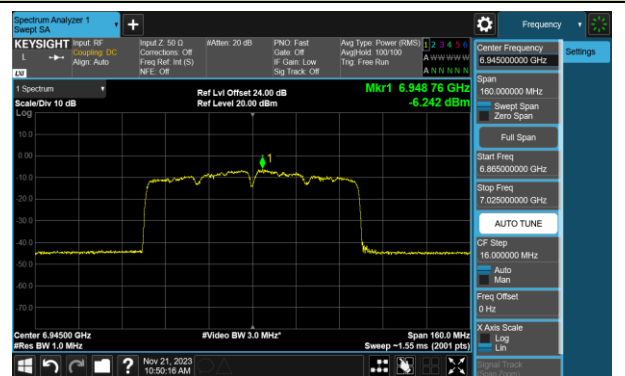 Spectrum Analyzer 1
Swept SA
Frequency
KEYSIGHT
L
LW
Input: RF
Coupling: DC
Align: Auto
Input Z: 50 Ω
Corrections: Off
Freq Ref: Int (S)
NFE: Off
#Atten: 20 dB
PNO: Fast
Gate: Off
IF Gain: Low
Sig Track: Off
Avg Type: Power (RMS)
Avg|Hold: 100/100
Trig: Free Run
1 2 3 4 5 6
A W W W W W
A N N N N N
1 Spectrum
Scale/Div 10 dB
Log
Ref Lvl Offset 24.00 dB
Ref Level 20.00 dBm
Mkr1 6.948 76 GHz
-6.242 dBm
10.0
0.00
-10.0
-20.0
-30.0
-40.0
-50.0
-60.0
-70.0
1
Center 6.94500 GHz
#Res BW 1.0 MHz
#Video BW 3.0 MHz*
Span 160.0 MHz
Sweep ~1.55 ms (2001 pts)
Nov 21, 2023
10:50:16 AM
Center Frequency
6.945000000 GHz
Span
160.000000 MHz
Swept Span
Zero Span
Full Span
Start Freq
6.865000000 GHz
Stop Freq
7.025000000 GHz
AUTO TUNE
CF Step
16.000000 MHz
Auto
Man
Freq Offset
0 Hz
X Axis Scale
Log
Lin
Signal Track
(Span Zoom)
Settings